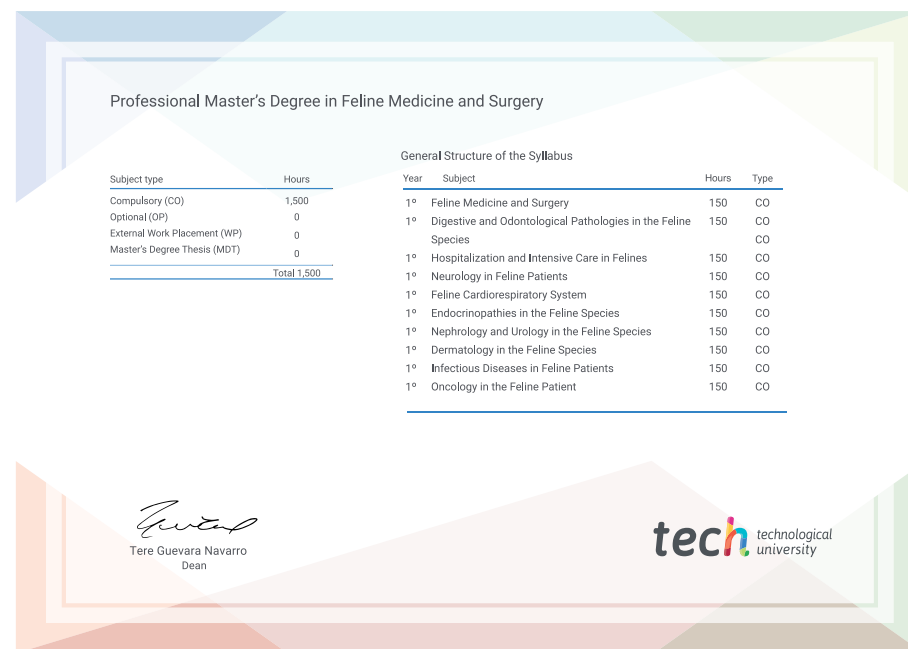 Professional Master's Degree in Feline Medicine and Surgery
Subject type Hours
Compulsory (CO) 1,500
Optional (OP) 0
External Work Placement (WP) 0
Master's Degree Thesis (MDT) 0
Total 1,500
General Structure of the Syllabus
Year Subject Hours Type
1º Feline Medicine and Surgery 150 CO
1º Digestive and Odontological Pathologies in the Feline 150 CO
Species CO
1º Hospitalization and Intensive Care in Felines 150 CO
1º Neurology in Feline Patients 150 CO
1º Feline Cardiorespiratory System 150 CO
1º Endocrinopathies in the Feline Species 150 CO
1º Nephrology and Urology in the Feline Species 150 CO
1º Dermatology in the Feline Species 150 CO
1º Infectious Diseases in Feline Patients 150 CO
1º Oncology in the Feline Patient 150 CO
Tere Guevara Navarro
Dean
tech technological
university